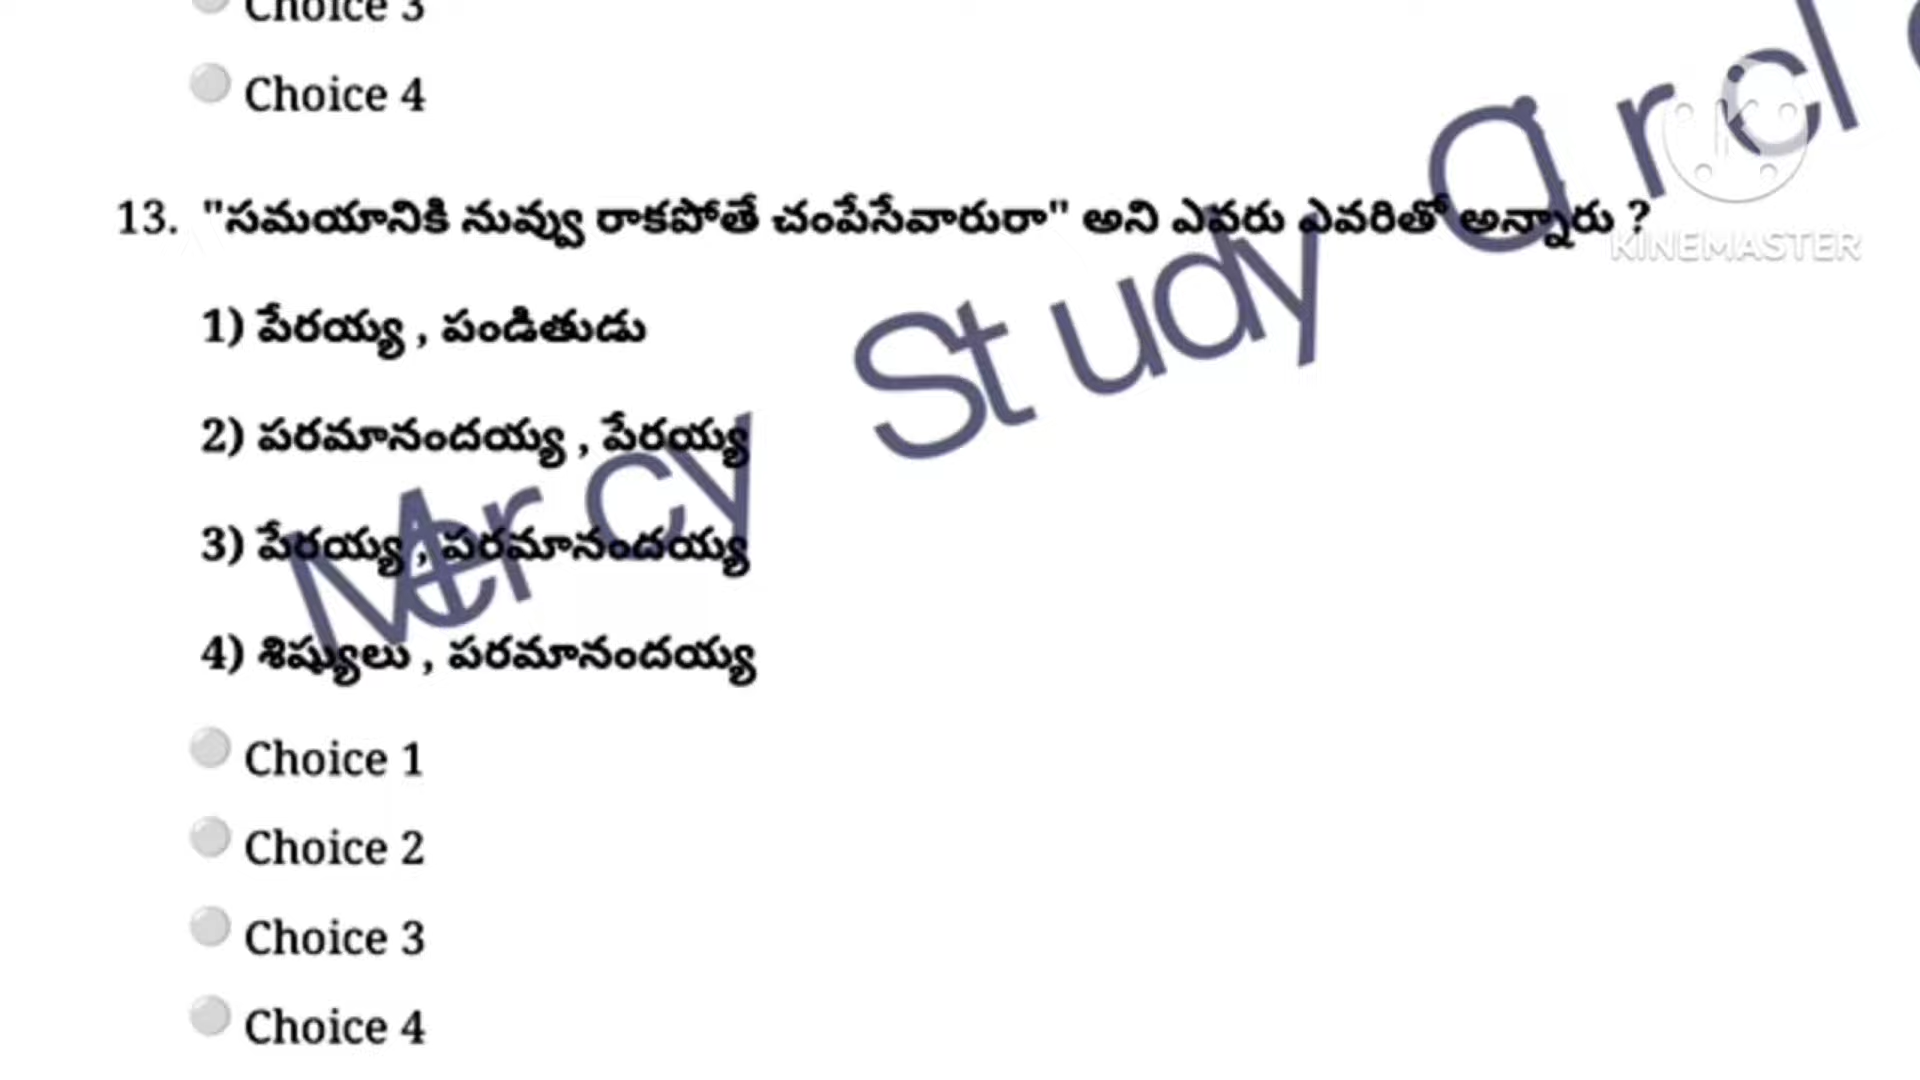 Choice 3
Choice 4
13. "సమయానికి నువ్వు రాకపోతే చంపేసేవారురా" అని ఎవరు ఎవరితో అన్నారు ?
KINEMASTER
1) పేరయ్య , పండితుడు
2) పరమానందయ్య , పేరయ్య
3) పేరయ్య , పరమానందయ్య
4) శిష్యులు , పరమానందయ్య
Mercy Study
Choice 1
Choice 2
Choice 3
Choice 4